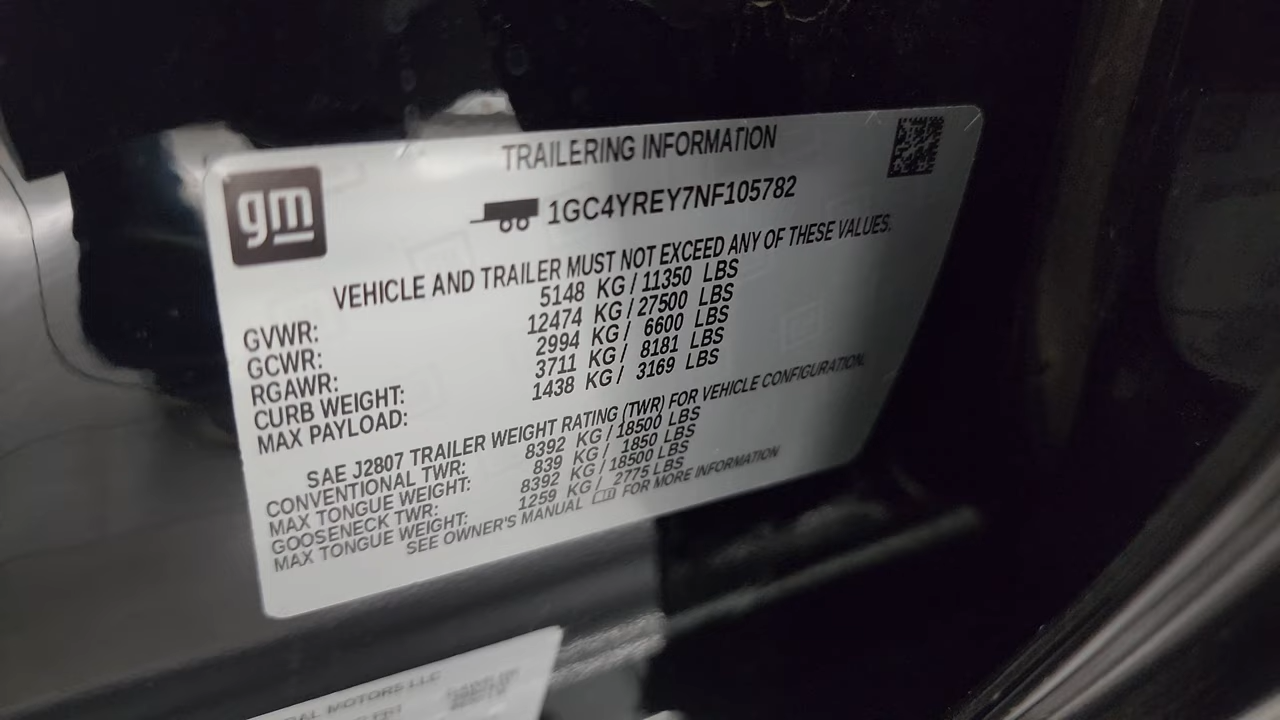 gm
TRAILERING INFORMATION
1GC4YREY7NF105782
VEHICLE AND TRAILER MUST NOT EXCEED ANY OF THESE VALUES.
GVWR: 5148 KG / 11350 LBS
GCWR: 12474 KG / 27500 LBS
RGAWR: 2994 KG / 6600 LBS
CURB WEIGHT: 3711 KG / 8181 LBS
MAX PAYLOAD: 1438 KG / 3169 LBS
SAE J2807 TRAILER WEIGHT RATING (TWR) FOR VEHICLE CONFIGURATION.
CONVENTIONAL TWR: 8392 KG / 18500 LBS
MAX TONGUE WEIGHT: 839 KG / 1850 LBS
GOOSENECK TWR: 8392 KG / 18500 LBS
MAX TONGUE WEIGHT: 1259 KG / 2775 LBS
SEE OWNER'S MANUAL FOR MORE INFORMATION
MOTORS LLC